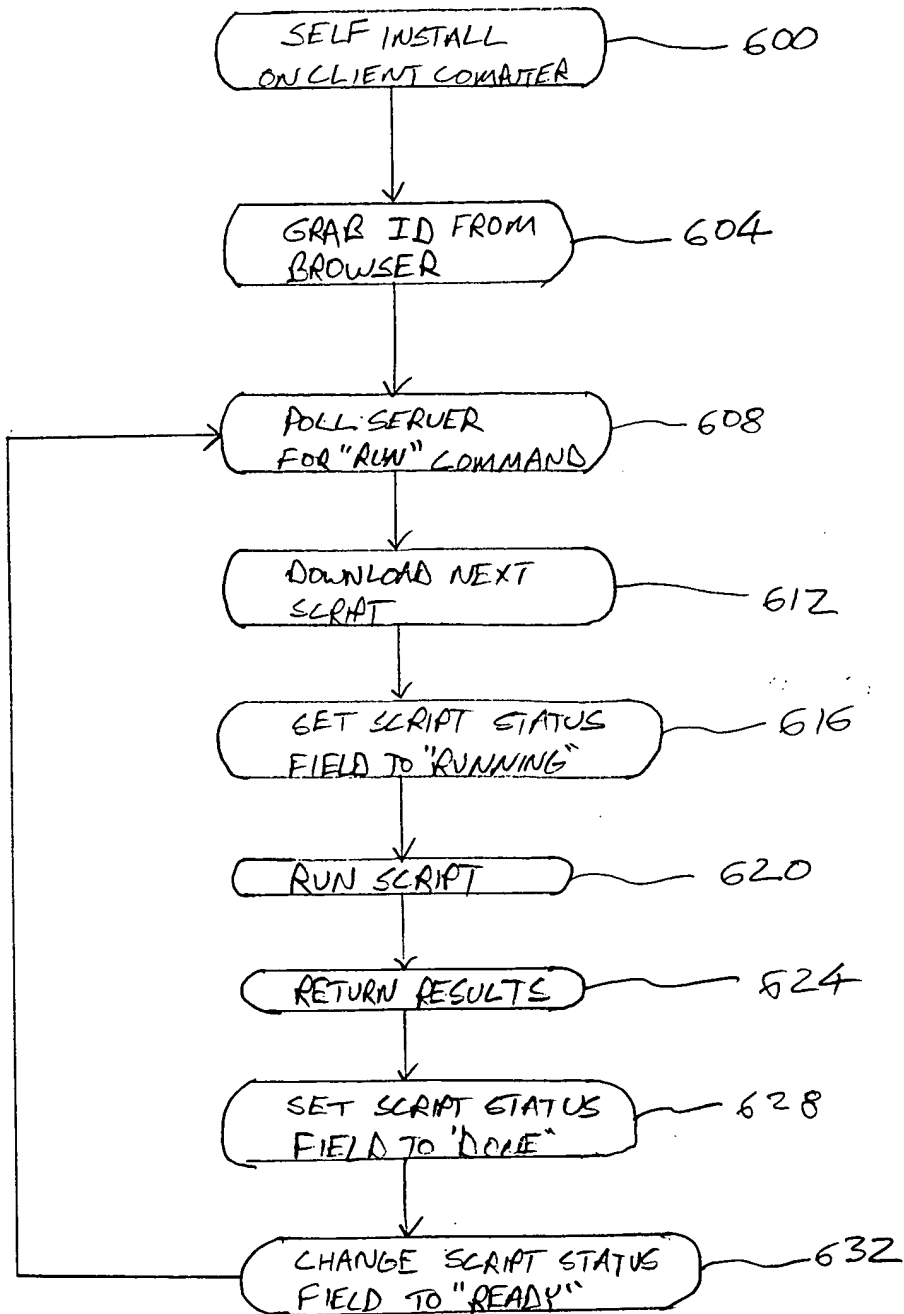 SELF INSTALL
ON CLIENT COMPUTER
600
GRAB ID FROM
BROWSER
604
POLL SERVER
FOR "RUN" COMMAND
608
DOWNLOAD NEXT
SCRIPT
612
SET SCRIPT STATUS
FIELD TO "RUNNING"
616
RUN SCRIPT
620
RETURN RESULTS
624
SET SCRIPT STATUS
FIELD TO "DONE"
628
CHANGE SCRIPT STATUS
FIELD TO "READY"
632